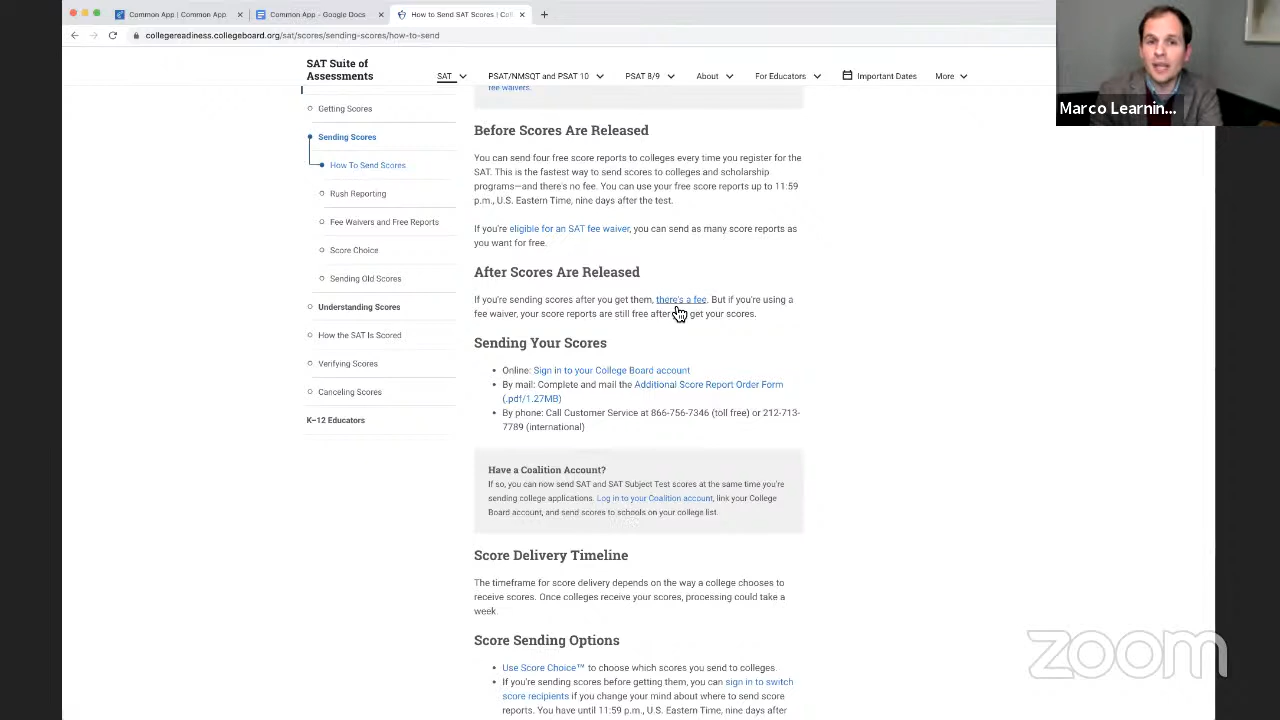 Common App | Common App
Common App - Google Docs
How to Send SAT Scores | Coll
collegereadiness.collegeboard.org/sat/scores/sending-scores/how-to-send
SAT Suite of
Assessments
SAT
PSAT/NMSQT and PSAT 10
PSAT 8/9
About
For Educators
Important Dates
More
Marco Learnin...
Getting Scores
Sending Scores
How To Send Scores
Rush Reporting
Fee Waivers and Free Reports
Score Choice
Sending Old Scores
Understanding Scores
How the SAT Is Scored
Verifying Scores
Canceling Scores
K–12 Educators
fee waivers.
Before Scores Are Released
You can send four free score reports to colleges every time you register for the
SAT. This is the fastest way to send scores to colleges and scholarship
programs—and there's no fee. You can use your free score reports up to 11:59
p.m., U.S. Eastern Time, nine days after the test.
If you're eligible for an SAT fee waiver, you can send as many score reports as
you want for free.
After Scores Are Released
If you're sending scores after you get them, there's a fee. But if you're using a
fee waiver, your score reports are still free after get your scores.
Sending Your Scores
• Online: Sign in to your College Board account
• By mail: Complete and mail the Additional Score Report Order Form
(.pdf/1.27MB)
• By phone: Call Customer Service at 866-756-7346 (toll free) or 212-713-
7789 (international)
Have a Coalition Account?
If so, you can now send SAT and SAT Subject Test scores at the same time you're
sending college applications. Log in to your Coalition account, link your College
Board account, and send scores to schools on your college list.
Score Delivery Timeline
The timeframe for score delivery depends on the way a college chooses to
receive scores. Once colleges receive your scores, processing could take a
week.
Score Sending Options
• Use Score Choice™ to choose which scores you send to colleges.
• If you're sending scores before getting them, you can sign in to switch
score recipients if you change your mind about where to send score
reports. You have until 11:59 p.m., U.S. Eastern Time, nine days after
zoom